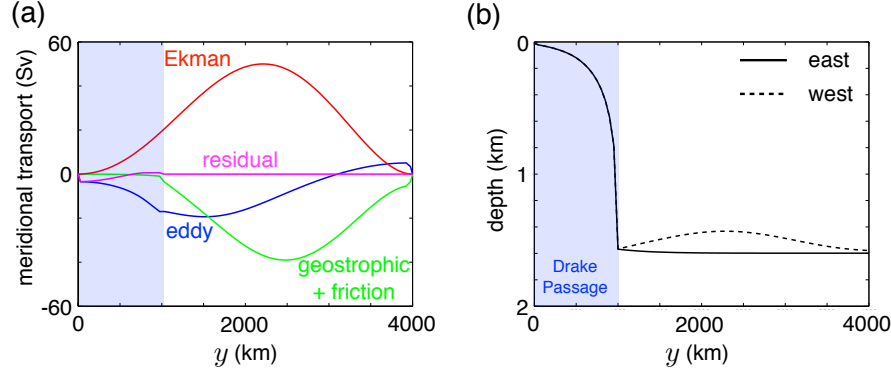 (a)
60
0
-60
meridional transport (Sv)
Ekman
residual
eddy
geostrophic
+ friction
0
2000
4000
y (km)
(b)
0
1
2
depth (km)
east
west
Drake
Passage
0
2000
4000
y (km)